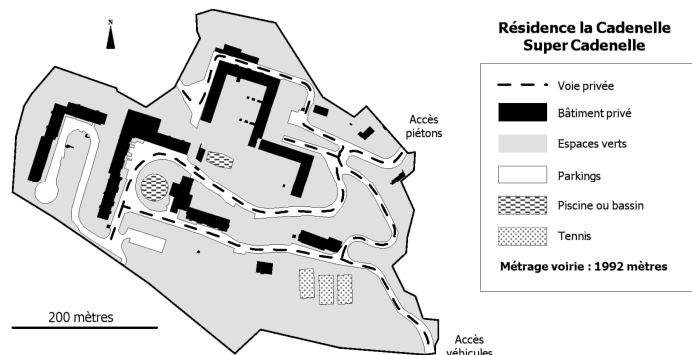 N
Résidence la Cadenelle
Super Cadenelle
Voie privée
Bâtiment privé
Espaces verts
Parkings
Piscine ou bassin
Tennis
Métrage voirie : 1992 mètres
Accès
piétons
200 mètres
Accès
véhicules